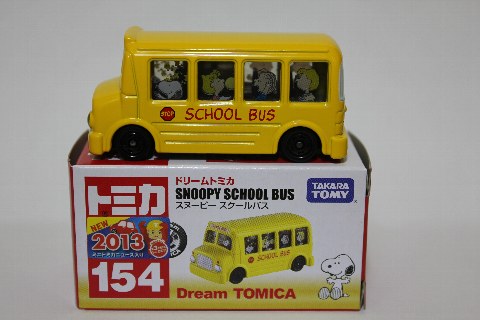 STOP SCHOOL BUS
トミカ
ドリームトミカ
SNOOPY SCHOOL BUS
スヌーピー スクールバス
TAKARA
TOMY
NEW
2013
154
SCHOOL BUS
Dream TOMICA